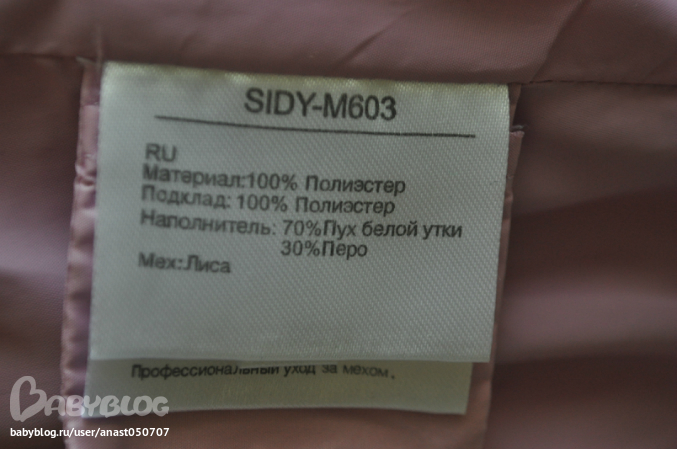 SIDY-M603
RU
Материал:100% Полиэстер
Подклад: 100% Полиэстер
Наполнитель: 70%Пух белой утки
30%Перо
Мех:Лиса
Профессиональный уход за мехом.
BABYBLOG
babyblog.ru/user/anast050707